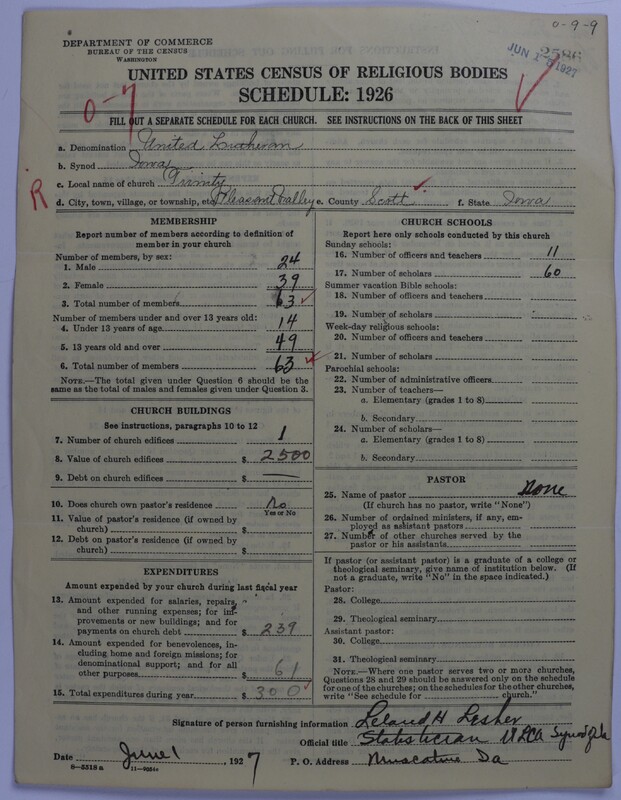 0-9-9
DEPARTMENT OF COMMERCE
BUREAU OF THE CENSUS
WASHINGTON
JUN 1927
UNITED STATES CENSUS OF RELIGIOUS BODIES
SCHEDULE: 1926
0-7
FILL OUT A SEPARATE SCHEDULE FOR EACH CHURCH. SEE INSTRUCTIONS ON THE BACK OF THIS SHEET
a. Denomination United Lutheran
b. Synod Iowa
c. Local name of church Trinity
R
d. City, town, village, or township, etc. Pleasant Valley e. County Scott f. State Iowa
MEMBERSHIP
Report number of members according to definition of
member in your church
Number of members, by sex:
1. Male 24
2. Female 39
3. Total number of members 63
Number of members under and over 13 years old:
4. Under 13 years of age 14
5. 13 years old and over 49
6. Total number of members 63
NOTE.—The total given under Question 6 should be
same as the total of males and females given under Question 3.
CHURCH BUILDINGS
See instructions, paragraphs 10 to 12
7. Number of church edifices 1
8. Value of church edifices $ 2500
9. Debt on church edifices $ —
10. Does church own pastor's residence No
Yes or No
11. Value of pastor's residence (if owned by
church) $
12. Debt on pastor's residence (if owned by
church) $
EXPENDITURES
Amount expended by your church during last fiscal year
13. Amount expended for salaries, repairs,
and other running expenses; for im-
provements or new buildings; and for
payments on church debt $ 239
14. Amount expended for benevolences, in-
cluding home and foreign missions; for
denominational support; and for all
other purposes $ 61
15. Total expenditures during year $ 300
CHURCH SCHOOLS
Report here only schools conducted by this church
Sunday schools:
16. Number of officers and teachers 11
17. Number of scholars 60
Summer vacation Bible schools:
18. Number of officers and teachers
19. Number of scholars
Week-day religious schools:
20. Number of officers and teachers
21. Number of scholars
Parochial schools:
22. Number of administrative officers
23. Number of teachers—
a. Elementary (grades 1 to 8)
b. Secondary
24. Number of scholars—
a. Elementary (grades 1 to 8)
b. Secondary
PASTOR
25. Name of pastor None
(If church has no pastor, write "None")
26. Number of ordained ministers, if any, em-
ployed as assistant pastors
27. Number of other churches served by the
pastor or his assistants
If pastor (or assistant pastor) is a graduate of a college or
theological seminary, give name of institution below. (If
not a graduate, write "No" in the space indicated.)
Pastor:
28. College
29. Theological seminary
Assistant pastor:
30. College
31. Theological seminary
NOTE.—Where one pastor serves two or more churches,
Questions 28 and 29 should be answered only on the schedule
for one of the churches; on the schedules for the other churches,
write "See schedule for church."
Signature of person furnishing information Leland H Lesher
Official title Statistician ULCA Synod of Ia
Date June 1, 1927 P. O. Address Muscatine Ia
8-5318a